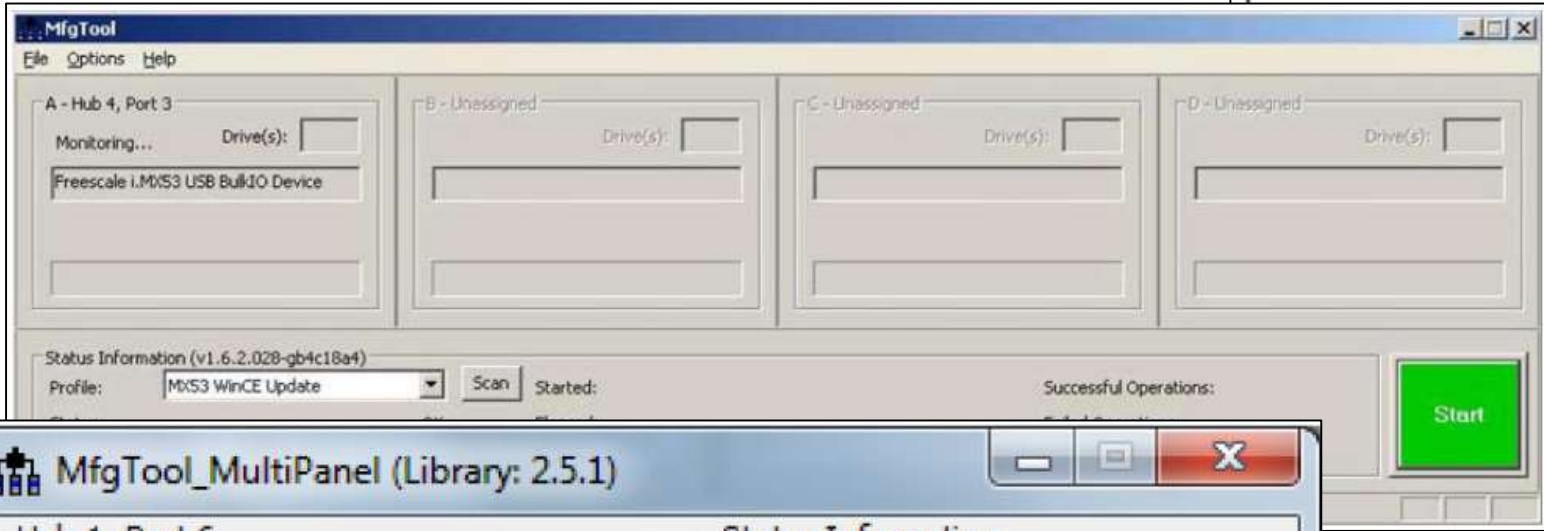 MfgTool
File Options Help
A - Hub 4, Port 3
Monitoring... Drive(s):
Freescale i.MX53 USB BulkIO Device
B - Unassigned
Drive(s):
C - Unassigned
Drive(s):
D - Unassigned
Drive(s):
Status Information (v1.6.2.028-gb4c18a4)
Profile: MX53 WinCE Update Scan Started: Successful Operations:
Start
MfgTool_MultiPanel (Library: 2.5.1)